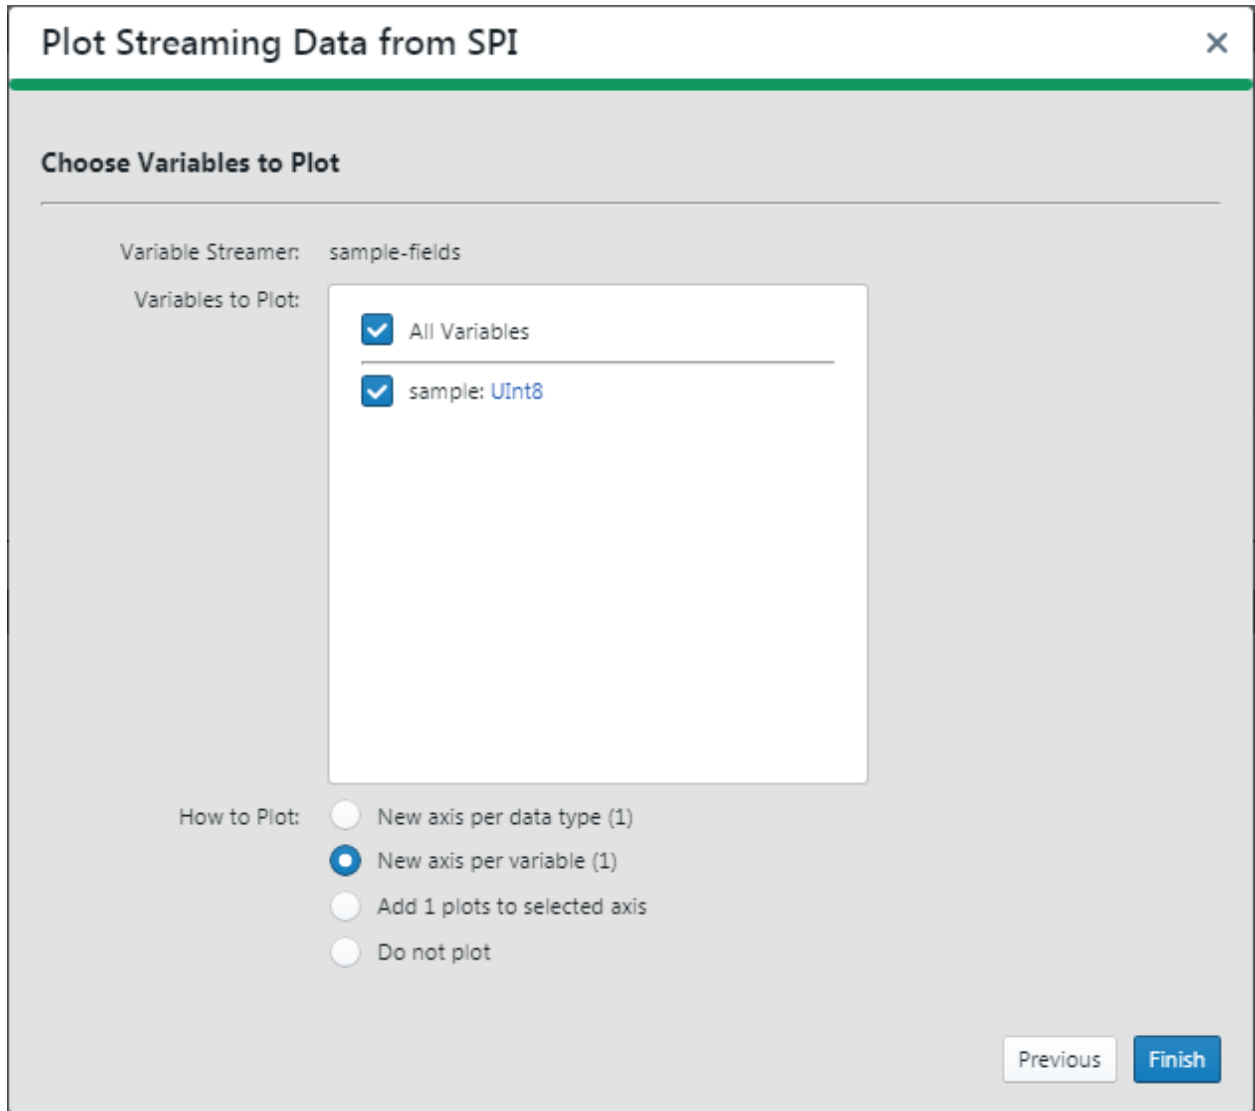 Plot Streaming Data from SPI
Choose Variables to Plot
Variable Streamer: sample-fields
Variables to Plot:
All Variables
sample: UInt8
How to Plot:
New axis per data type (1)
New axis per variable (1)
Add 1 plots to selected axis
Do not plot
Previous Finish